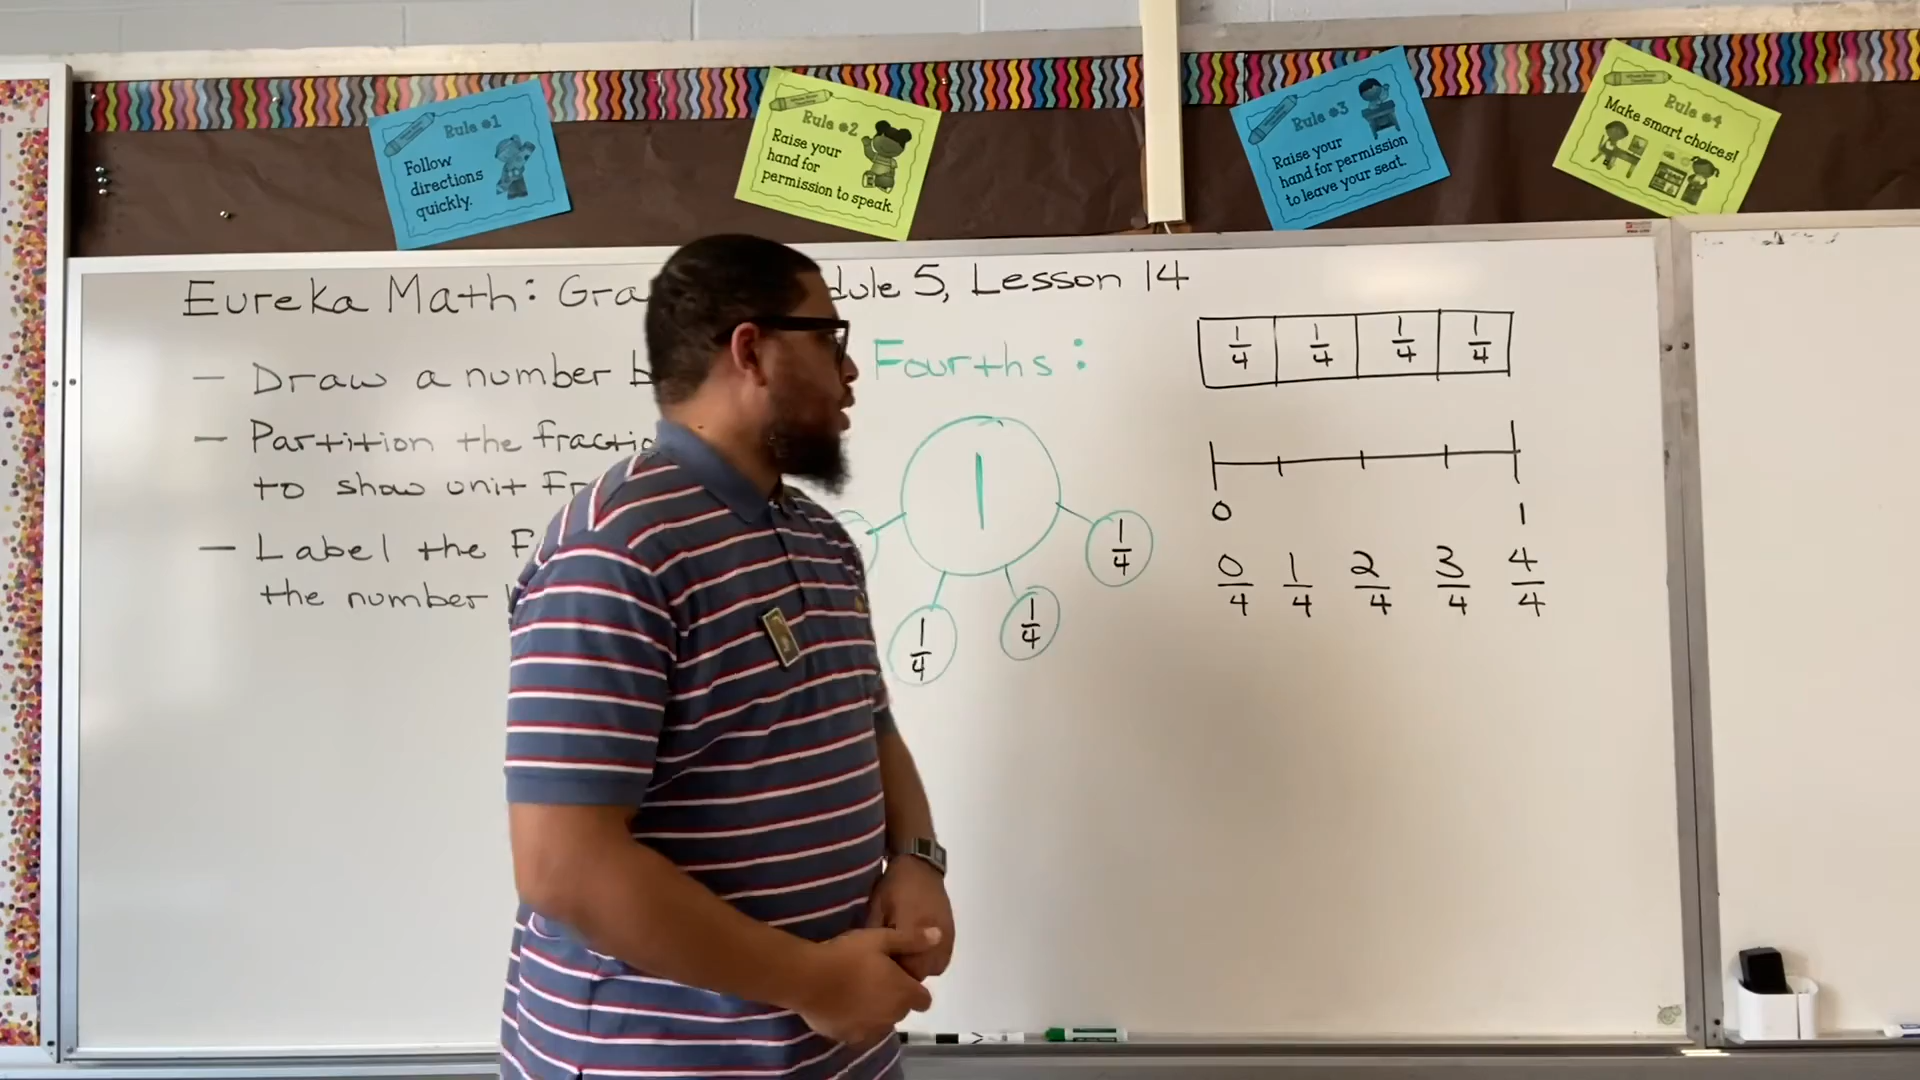 Rule #1
Follow
directions
quickly.
Rule #2
Raise your
hand for
permission to speak.
Rule #3
Raise your
hand for permission
to leave your seat.
Rule #4
Make smart choices!
Eureka Math: Gra dule 5, Lesson 14
- Draw a number b
- Partition the fractio
to show unit Fr
- Label the F
the number
Fourths:
1
1/4
1/4
1/4
1/4 1/4 1/4 1/4
0 1
0/4 1/4 2/4 3/4 4/4